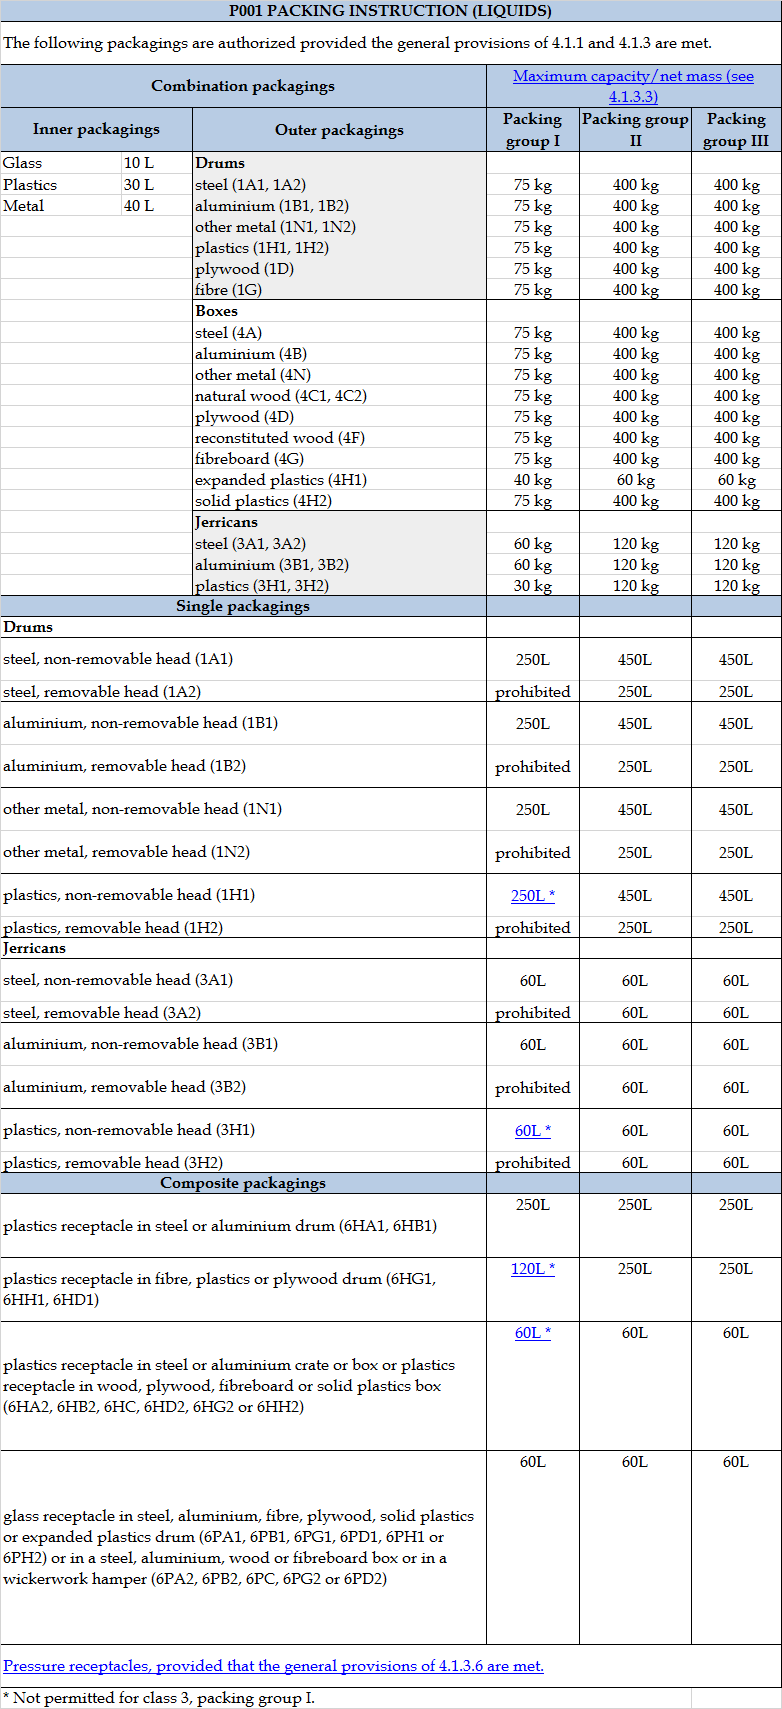 P001 PACKING INSTRUCTION (LIQUIDS)
The following packagings are authorized provided the general provisions of 4.1.1 and 4.1.3 are met.
Combination packagings
Maximum capacity/net mass (see
4.1.3.3)
Inner packagings
Outer packagings
Packing
group I
Packing group
II
Packing
group III
Glass 10 L Drums
Plastics 30 L steel (1A1, 1A2) 75 kg 400 kg 400 kg
Metal 40 L aluminium (1B1, 1B2) 75 kg 400 kg 400 kg
other metal (1N1, 1N2) 75 kg 400 kg 400 kg
plastics (1H1, 1H2) 75 kg 400 kg 400 kg
plywood (1D) 75 kg 400 kg 400 kg
fibre (1G) 75 kg 400 kg 400 kg
Boxes
steel (4A) 75 kg 400 kg 400 kg
aluminium (4B) 75 kg 400 kg 400 kg
other metal (4N) 75 kg 400 kg 400 kg
natural wood (4C1, 4C2) 75 kg 400 kg 400 kg
plywood (4D) 75 kg 400 kg 400 kg
reconstituted wood (4F) 75 kg 400 kg 400 kg
fibreboard (4G) 75 kg 400 kg 400 kg
expanded plastics (4H1) 40 kg 60 kg 60 kg
solid plastics (4H2) 75 kg 400 kg 400 kg
Jerricans
steel (3A1, 3A2) 60 kg 120 kg 120 kg
aluminium (3B1, 3B2) 60 kg 120 kg 120 kg
plastics (3H1, 3H2) 30 kg 120 kg 120 kg
Single packagings
Drums
steel, non-removable head (1A1) 250L 450L 450L
steel, removable head (1A2) prohibited 250L 250L
aluminium, non-removable head (1B1) 250L 450L 450L
aluminium, removable head (1B2) prohibited 250L 250L
other metal, non-removable head (1N1) 250L 450L 450L
other metal, removable head (1N2) prohibited 250L 250L
plastics, non-removable head (1H1) 250L * 450L 450L
plastics, removable head (1H2) prohibited 250L 250L
Jerricans
steel, non-removable head (3A1) 60L 60L 60L
steel, removable head (3A2) prohibited 60L 60L
aluminium, non-removable head (3B1) 60L 60L 60L
aluminium, removable head (3B2) prohibited 60L 60L
plastics, non-removable head (3H1) 60L * 60L 60L
plastics, removable head (3H2) prohibited 60L 60L
Composite packagings
250L 250L 250L
plastics receptacle in steel or aluminium drum (6HA1, 6HB1)
120L * 250L 250L
plastics receptacle in fibre, plastics or plywood drum (6HG1,
6HH1, 6HD1)
60L * 60L 60L
plastics receptacle in steel or aluminium crate or box or plastics
receptacle in wood, plywood, fibreboard or solid plastics box
(6HA2, 6HB2, 6HC, 6HD2, 6HG2 or 6HH2)
60L 60L 60L
glass receptacle in steel, aluminium, fibre, plywood, solid plastics
or expanded plastics drum (6PA1, 6PB1, 6PG1, 6PD1, 6PH1 or
6PH2) or in a steel, aluminium, wood or fibreboard box or in a
wickerwork hamper (6PA2, 6PB2, 6PC, 6PG2 or 6PD2)
Pressure receptacles, provided that the general provisions of 4.1.3.6 are met.
* Not permitted for class 3, packing group I.